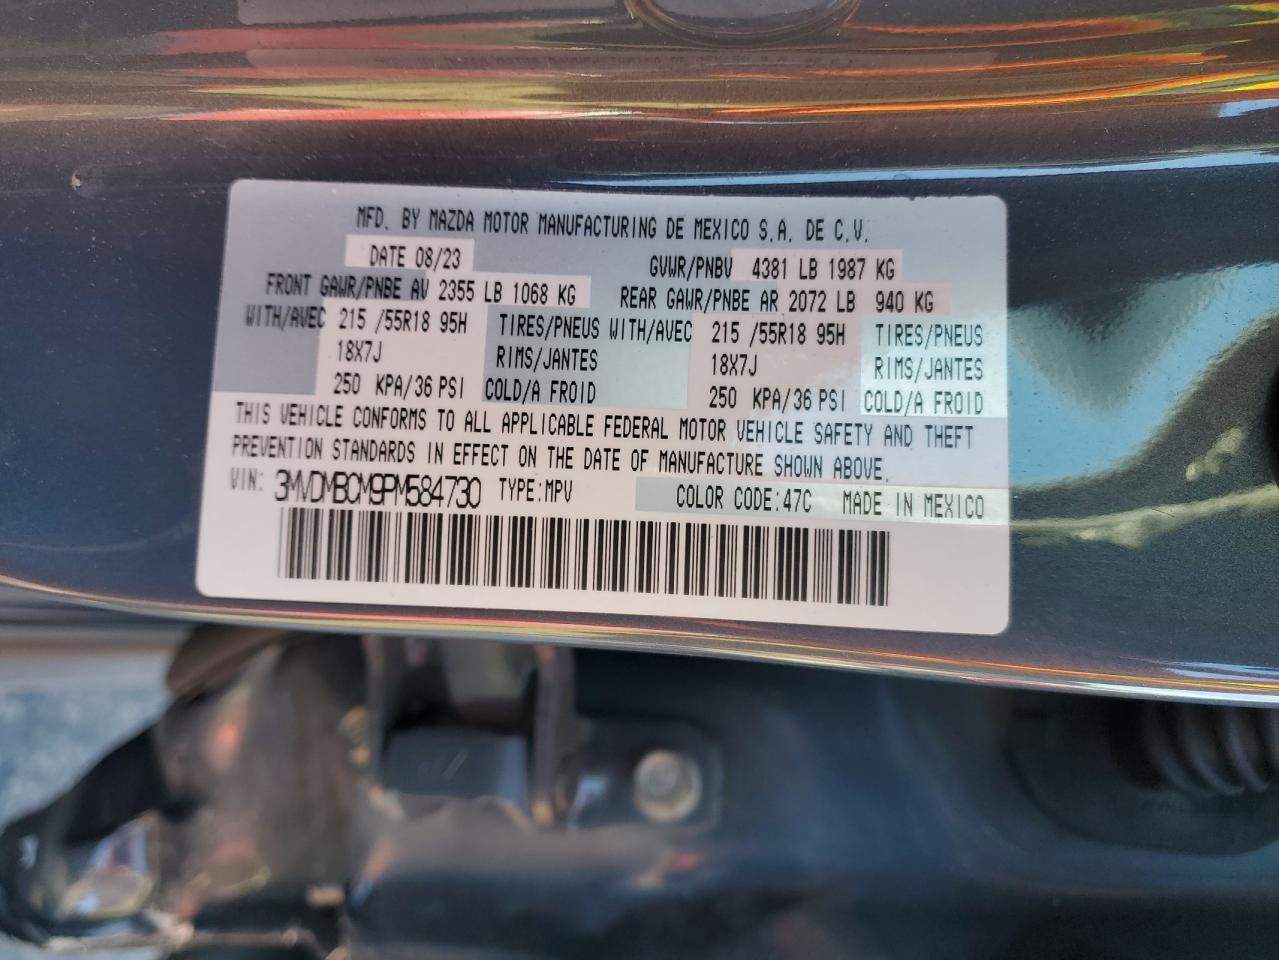 MFD. BY MAZDA MOTOR MANUFACTURING DE MEXICO S.A. DE C.V.
DATE 08/23 GVWR/PNBV 4381 LB 1987 KG
FRONT GAWR/PNBE AV 2355 LB 1068 KG REAR GAWR/PNBE AR 2072 LB 940 KG
WITH/AVEC 215 /55R18 95H TIRES/PNEUS WITH/AVEC 215 /55R18 95H TIRES/PNEUS
18X7J RIMS/JANTES 18X7J RIMS/JANTES
250 KPA/36 PSI COLD/A FROID 250 KPA/36 PSI COLD/A FROID
THIS VEHICLE CONFORMS TO ALL APPLICABLE FEDERAL MOTOR VEHICLE SAFETY AND THEFT
PREVENTION STANDARDS IN EFFECT ON THE DATE OF MANUFACTURE SHOWN ABOVE.
VIN: 3MVDMBCM9PM584730 TYPE:MPV COLOR CODE:47C MADE IN MEXICO